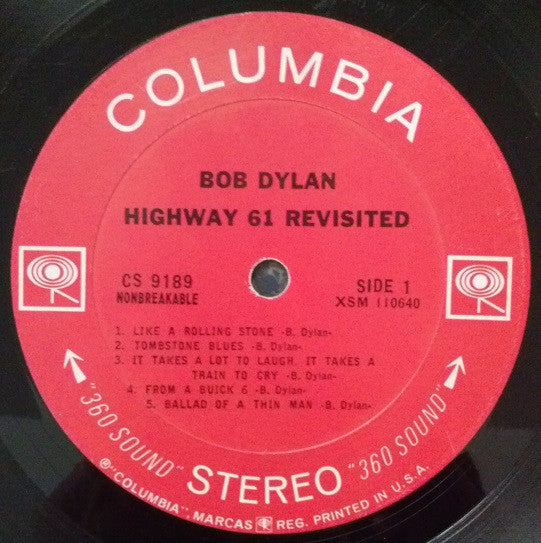 COLUMBIA
BOB DYLAN
HIGHWAY 61 REVISITED
CS 9189
NONBREAKABLE
SIDE 1
XSM 110640
1. LIKE A ROLLING STONE -B. Dylan-
2. TOMBSTONE BLUES -B. Dylan-
3. IT TAKES A LOT TO LAUGH, IT TAKES A
TRAIN TO CRY -B. Dylan-
4. FROM A BUICK 6 -B. Dylan-
5. BALLAD OF A THIN MAN -B. Dylan-
"360 SOUND" STEREO "360 SOUND"
℗"COLUMBIA", MARCAS REG. PRINTED IN U.S.A.